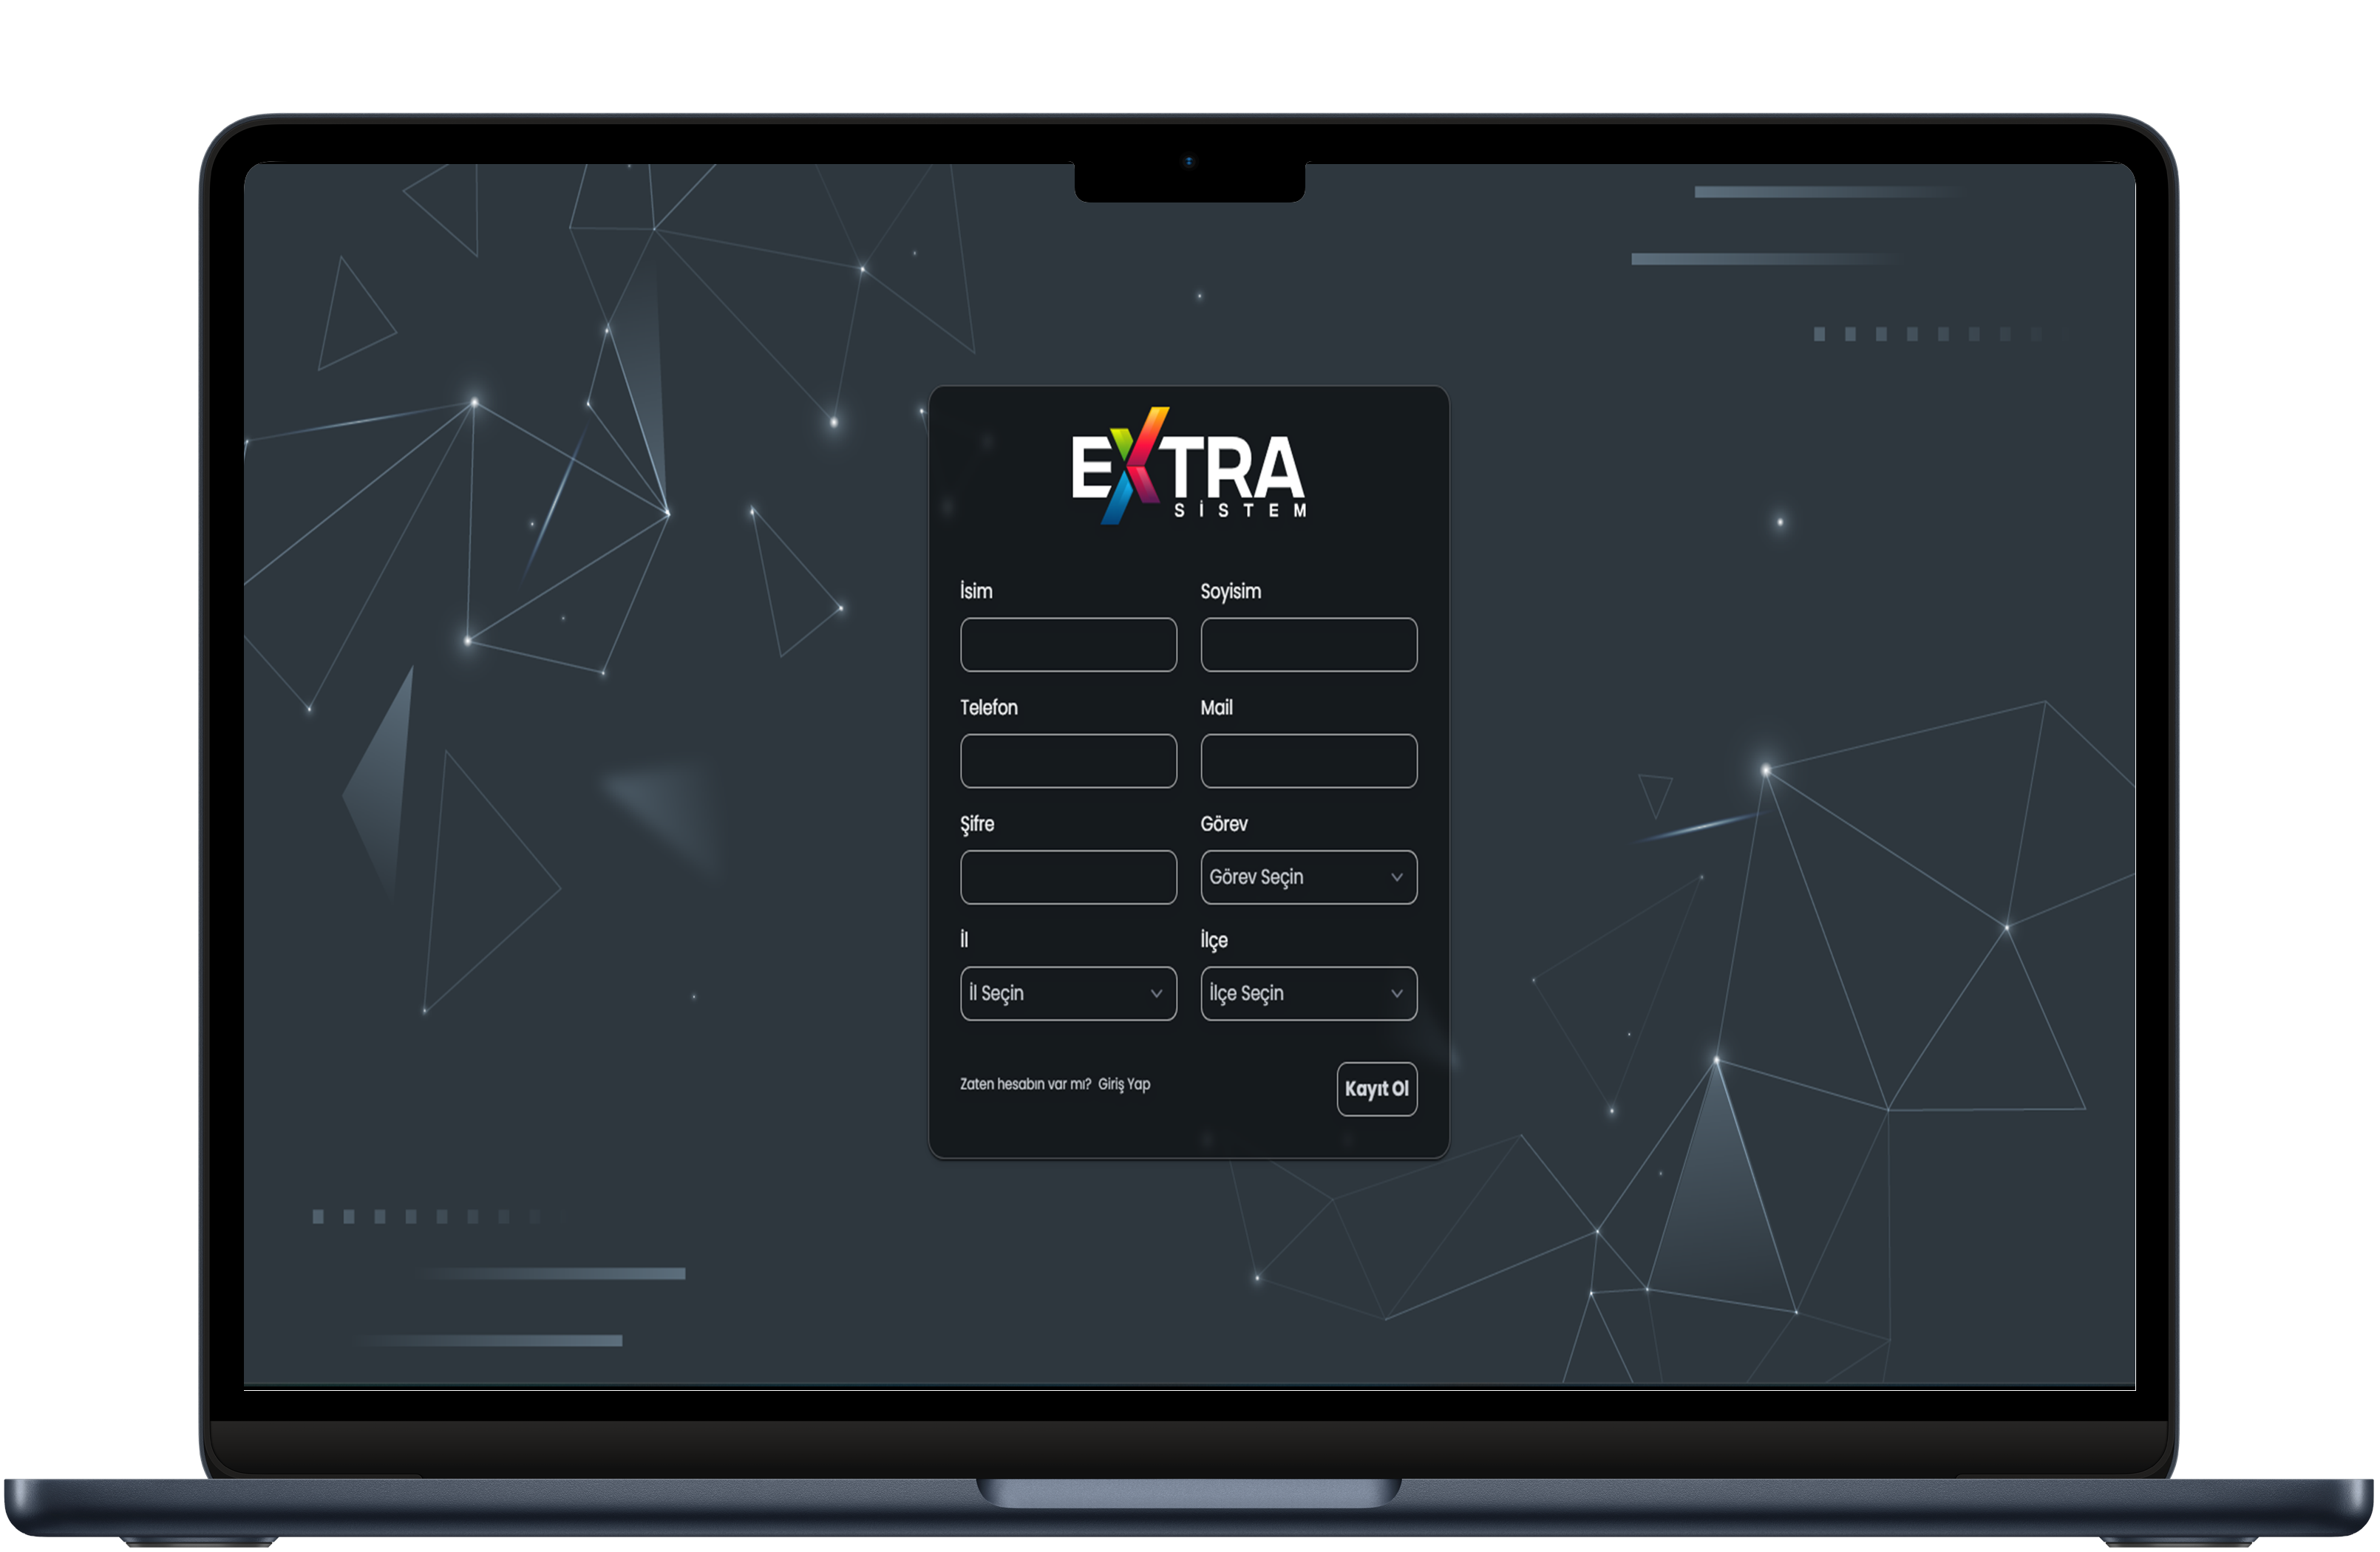 EXTRA
SİSTEM
İsim Soyisim
Telefon Mail
Şifre Görev
Görev Seçin
İl İlçe
İl Seçin İlçe Seçin
Zaten hesabın var mı? Giriş Yap Kayıt Ol